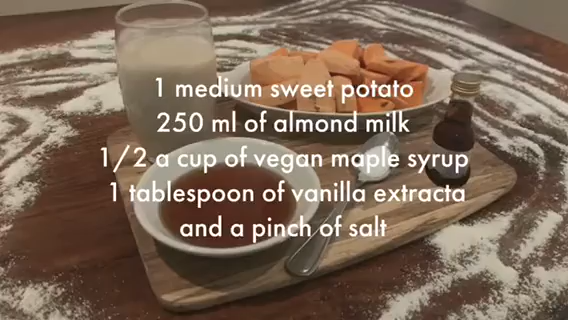 1 medium sweet potato
250 ml of almond milk
1/2 a cup of vegan maple syrup
1 tablespoon of vanilla extracta
and a pinch of salt